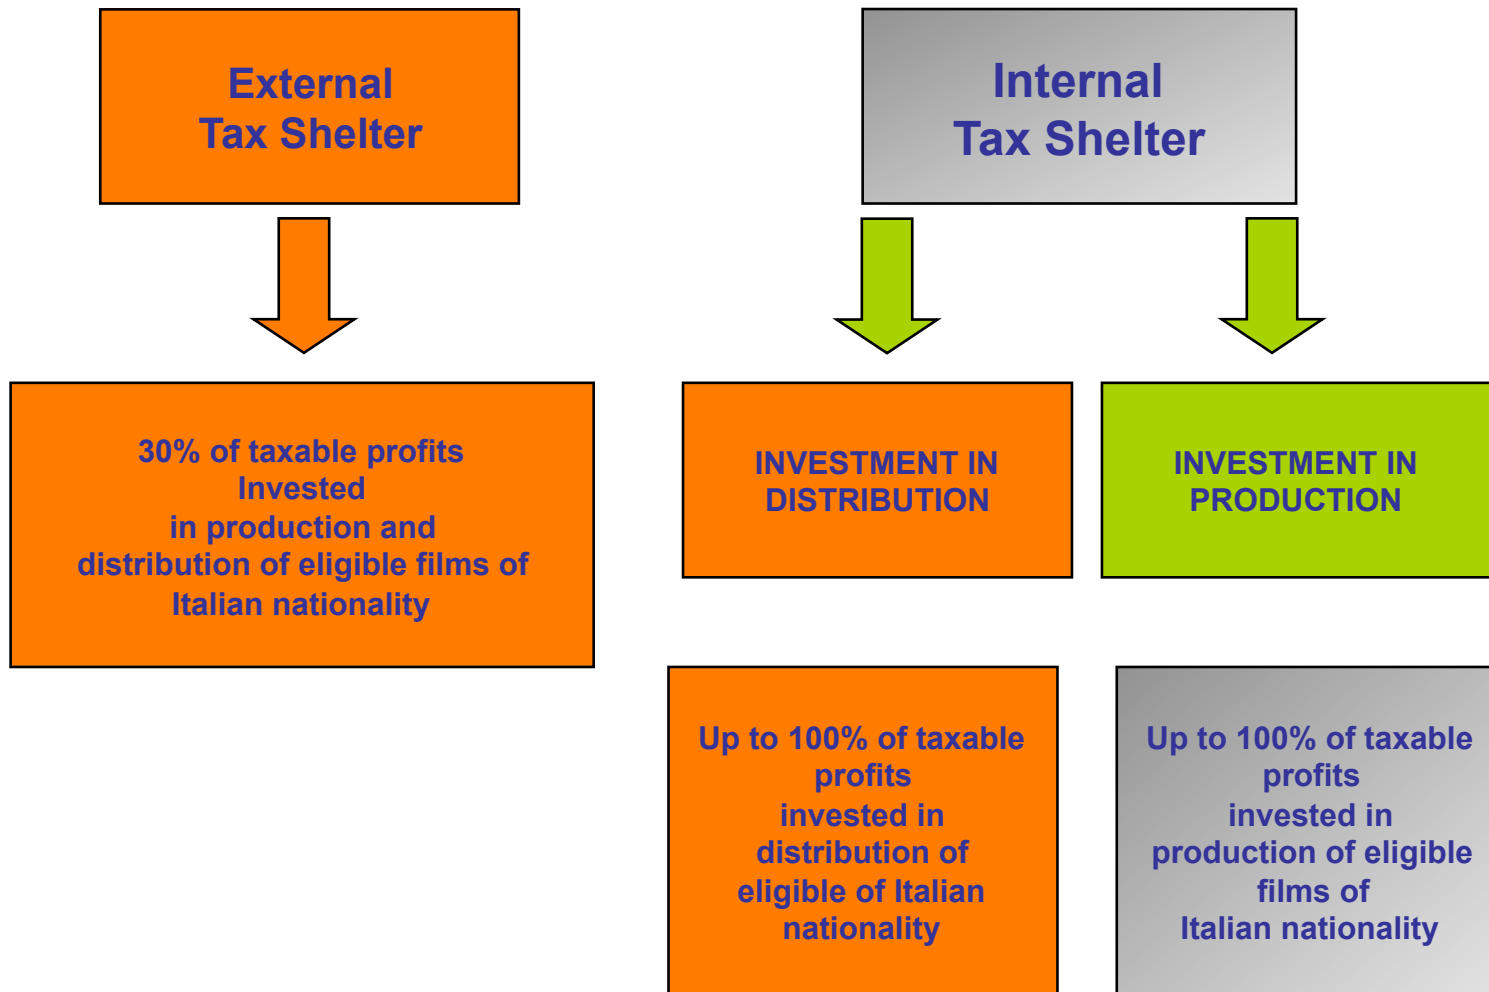 External
Tax Shelter
Internal
Tax Shelter
30% of taxable profits
Invested
in production and
distribution of eligible films of
Italian nationality
INVESTMENT IN
DISTRIBUTION
INVESTMENT IN
PRODUCTION
Up to 100% of taxable
profits
invested in
distribution of
eligible of Italian
nationality
Up to 100% of taxable
profits
invested in
production of eligible
films of
Italian nationality